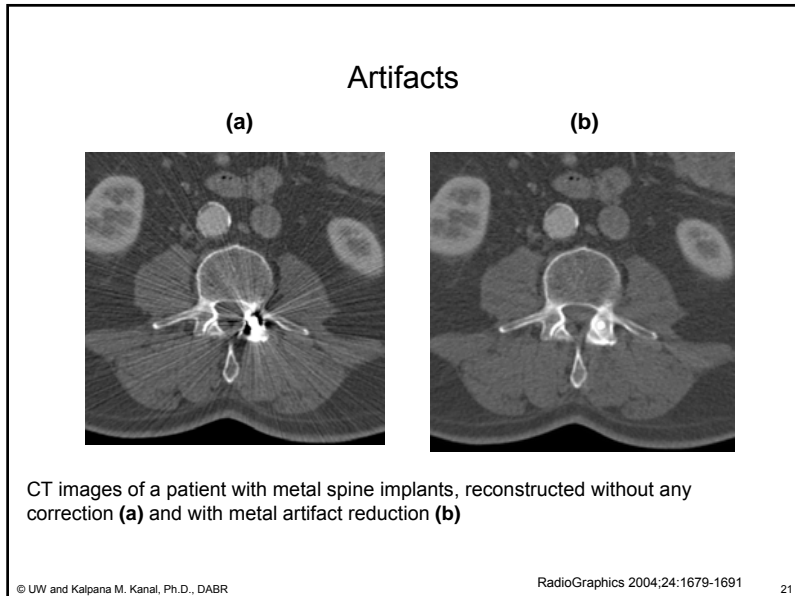 Artifacts
(a)
(b)
CT images of a patient with metal spine implants, reconstructed without any
correction (a) and with metal artifact reduction (b)
© UW and Kalpana M. Kanal, Ph.D., DABR
RadioGraphics 2004;24:1679-1691
21